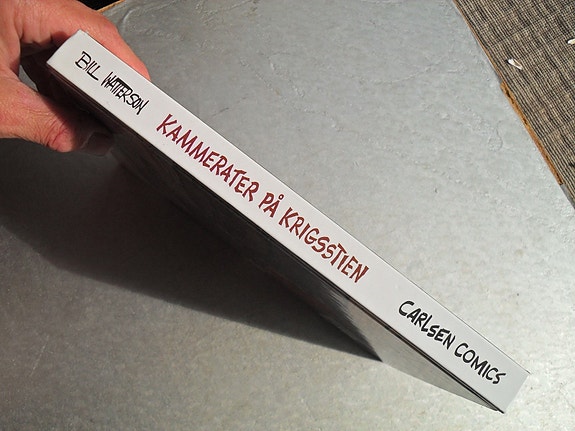 BILL WATTERSON
KAMMERATER PÅ KRIGSSTIEN
CARLSEN COMICS